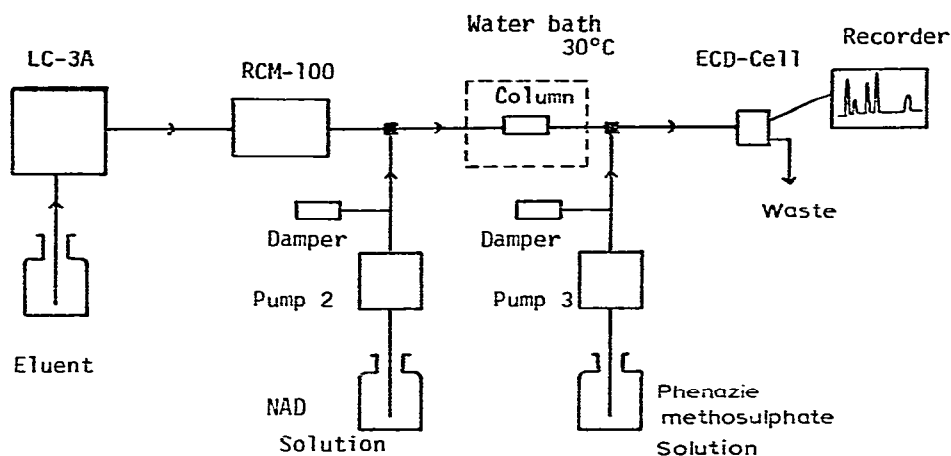 Water bath
30°C
Recorder
LC-3A
RCM-100
ECD-Cell
Column
Damper
Damper
Waste
Pump 2
Pump 3
Eluent
NAD
Solution
Phenazie
methosulphate
Solution